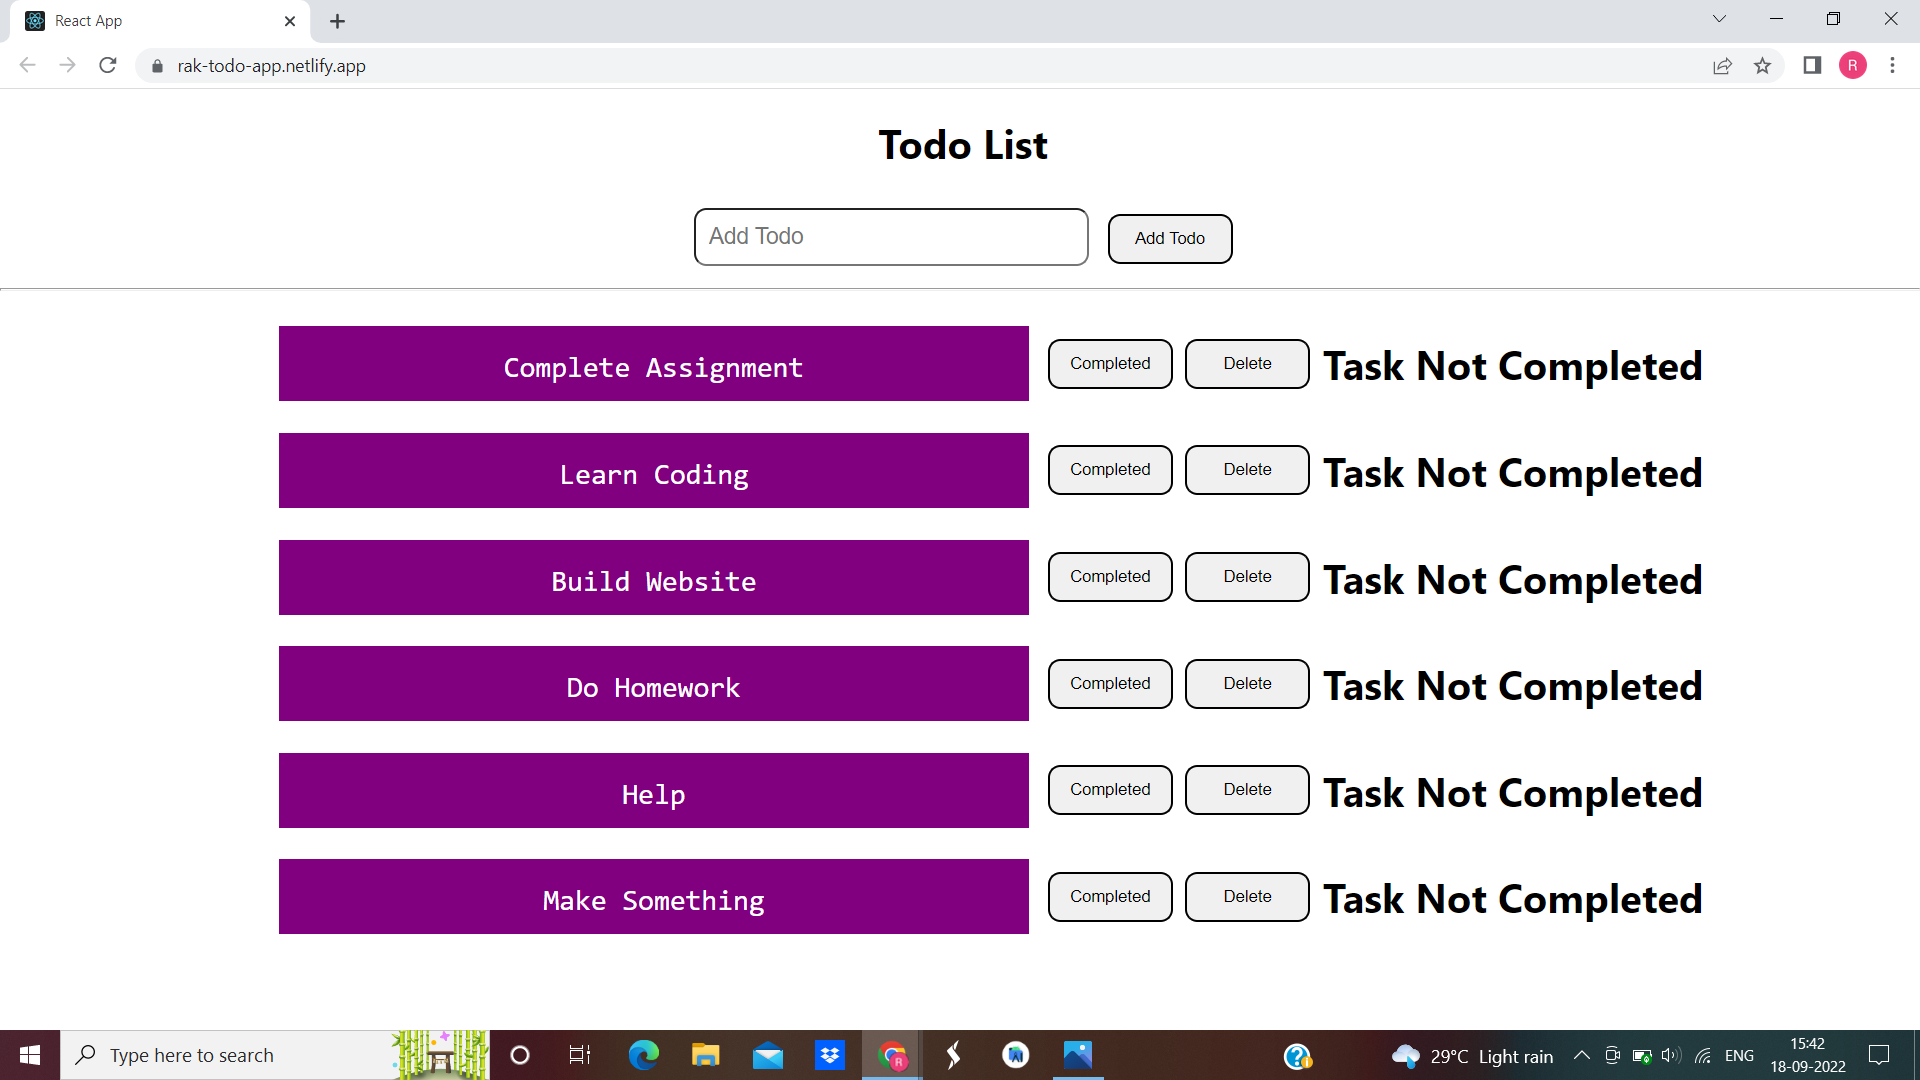 React App
rak-todo-app.netlify.app
R
Todo List
Add Todo
Add Todo
Complete Assignment Completed Delete Task Not Completed
Learn Coding Completed Delete Task Not Completed
Build Website Completed Delete Task Not Completed
Do Homework Completed Delete Task Not Completed
Help Completed Delete Task Not Completed
Make Something Completed Delete Task Not Completed
Type here to search
R
29°C Light rain
ENG
15:42
18-09-2022